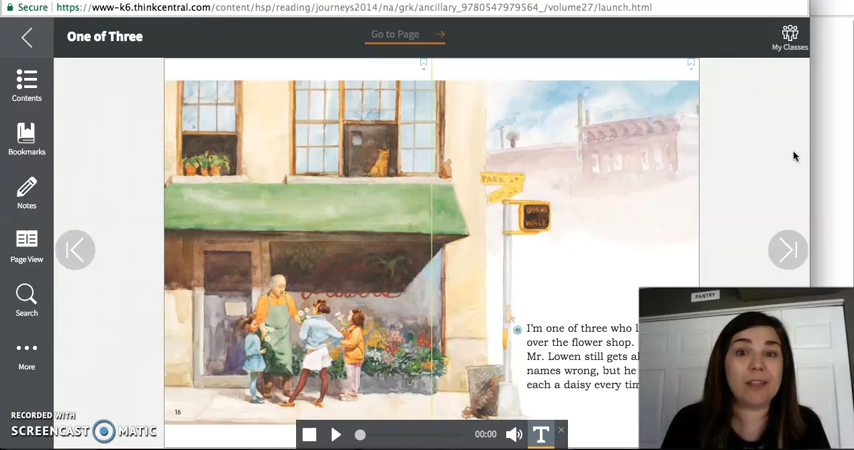 Secure | https://www-k6.thinkcentral.com/content/hsp/reading/journeys2014/na/grk/ancillary_9780547979564_/volume27/launch.html
One of Three
Go to Page →
My Classes
Contents
Bookmarks
Notes
Page View
Search
More
PARK ST
I'm one of three who l
over the flower shop.
Mr. Lowen still gets al
names wrong, but he
each a daisy every tim
16
PANTRY
RECORDED WITH
SCREENCAST MATIC
00:00
T